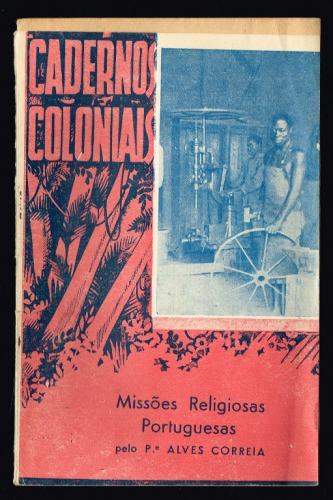 CADERNOS
COLONIAIS
Missões Religiosas
Portuguesas
pelo P.ᵉ ALVES CORREIA